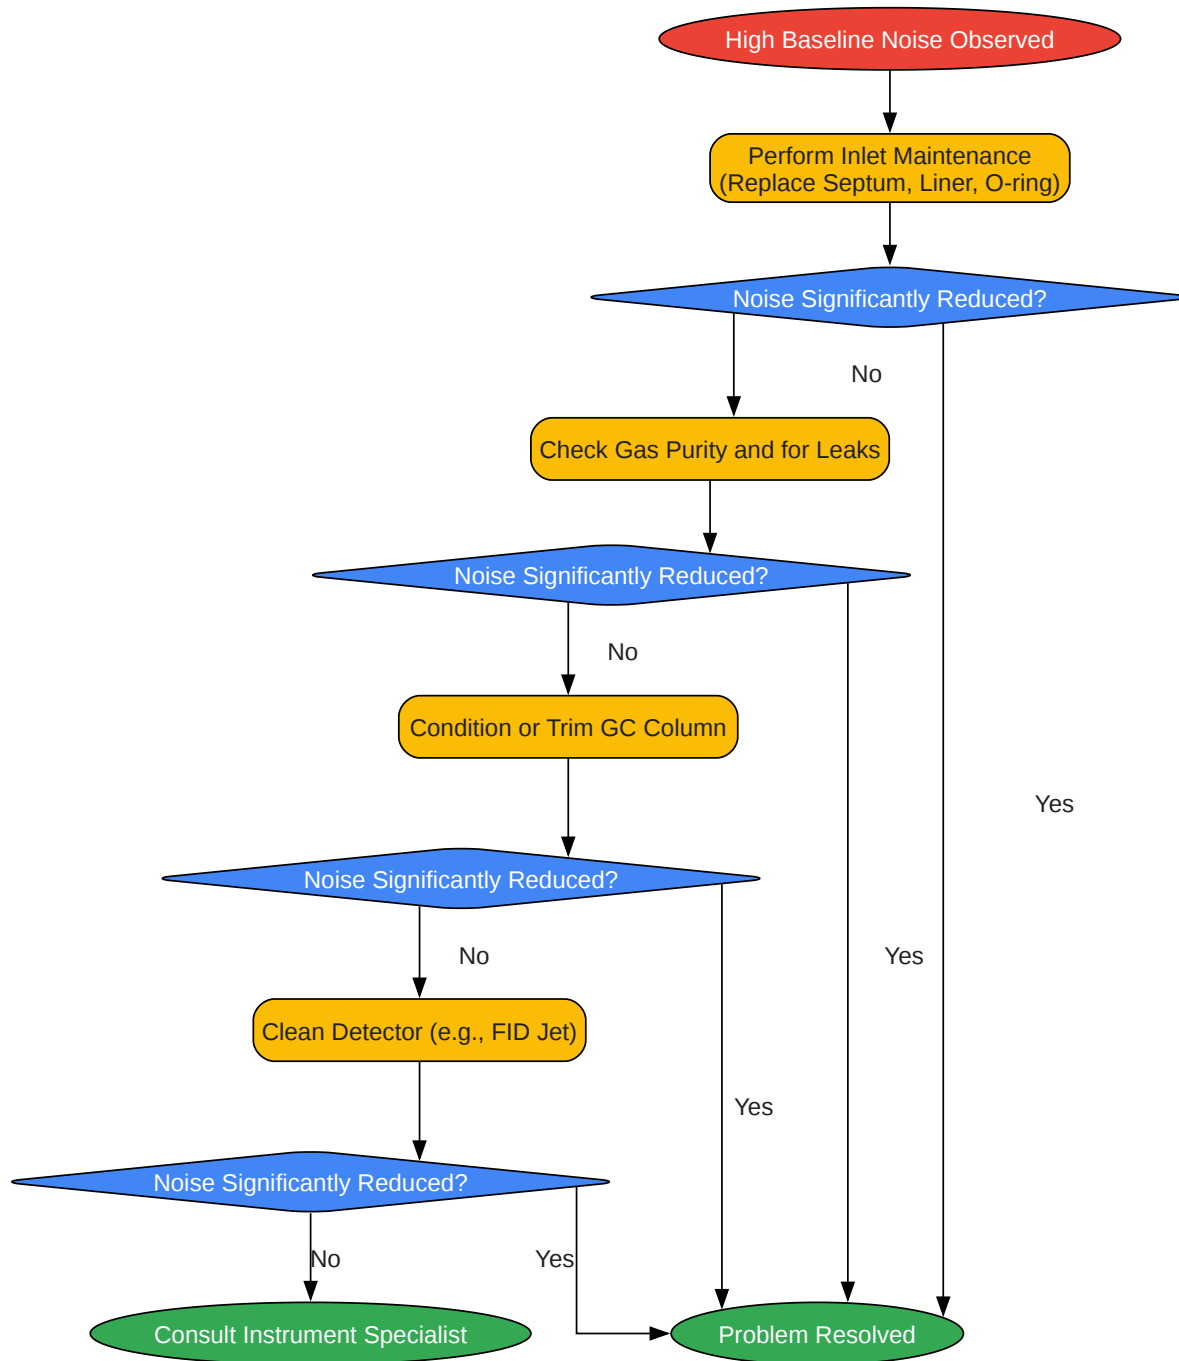 High Baseline Noise Observed
Perform Inlet Maintenance
(Replace Septum, Liner, O-ring)
Noise Significantly Reduced?
No
Check Gas Purity and for Leaks
Noise Significantly Reduced?
No
Condition or Trim GC Column
Yes
Noise Significantly Reduced?
No
Yes
Clean Detector (e.g., FID Jet)
Yes
Noise Significantly Reduced?
No
Yes
Consult Instrument Specialist
Problem Resolved